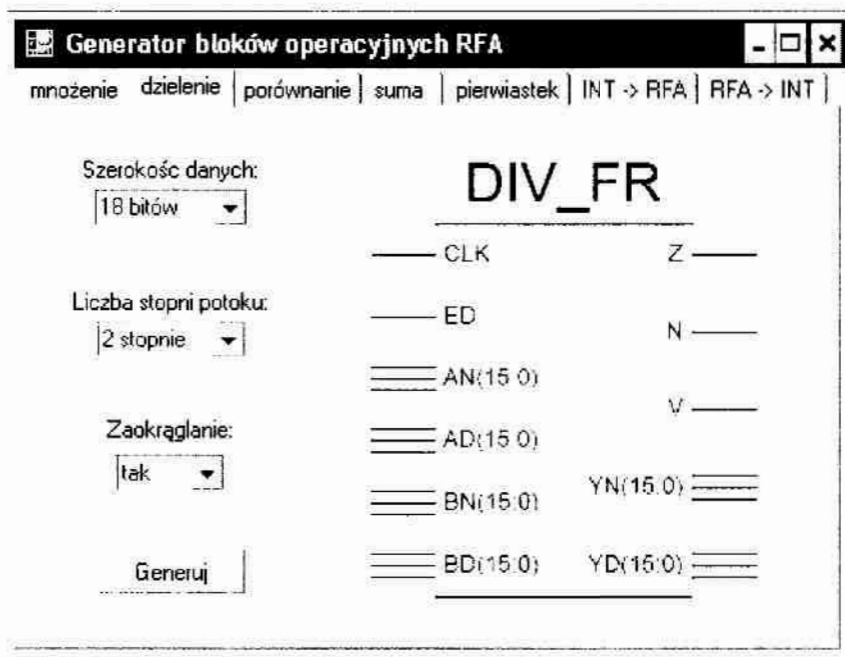 Generator bloków operacyjnych RFA
mnożenie dzielenie porównanie suma pierwiastek INT -> RFA RFA -> INT
Szerokośc danych:
18 bitów
Liczba stopni potoku:
2 stopnie
Zaokrąglanie:
tak
Generuj
DIV_FR
CLK Z
ED N
AN(15:0) V
AD(15:0)
BN(15:0) YN(15:0)
BD(15:0) YD(15:0)